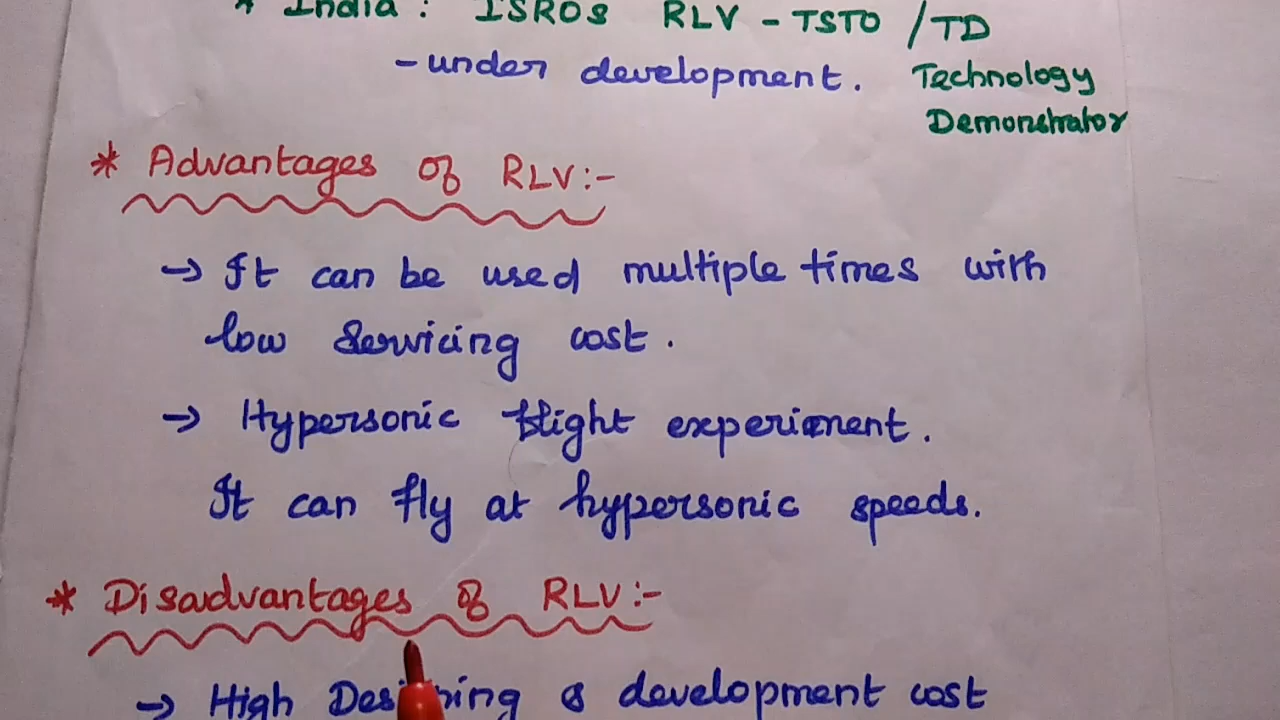 * India: ISROs RLV - TSTO / TD
- under development. Technology
Demonstrator
* Advantages of RLV:-
→ It can be used multiple times with
low Servicing cost.
→ Hypersonic flight experiment.
It can fly at hypersonic speeds.
* Disadvantages of RLV:-
→ High Designing & development cost